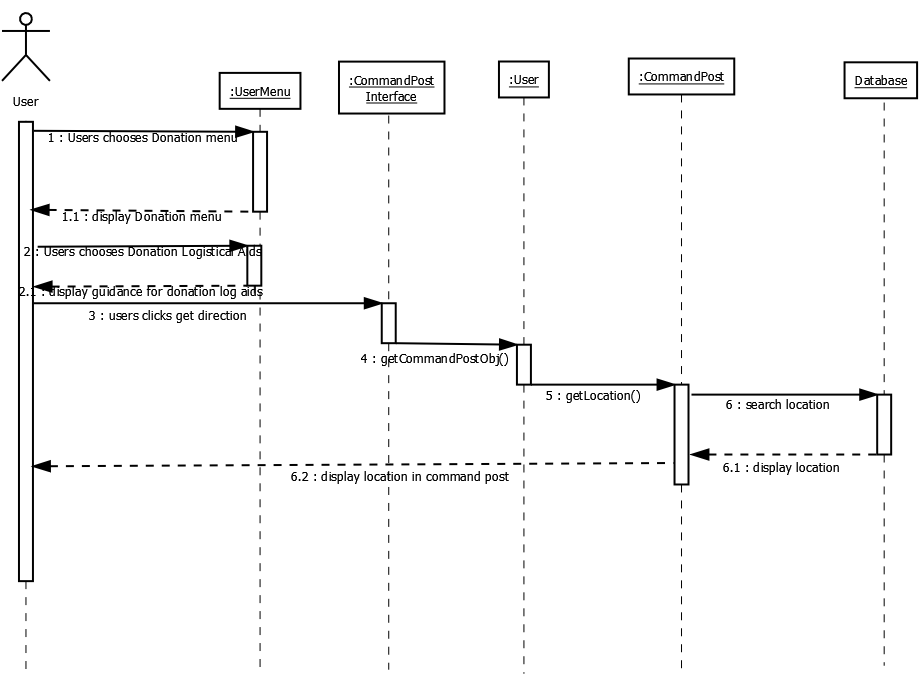 User
:UserMenu
:CommandPost
Interface
:User
:CommandPost
Database
1 : Users chooses Donation menu
1.1 : display Donation menu
2 : Users chooses Donation Logistical Aids
2.1 : display guidance for donation log aids
3 : users clicks get direction
4 : getCommandPostObj()
5 : getLocation()
6 : search location
6.1 : display location
6.2 : display location in command post